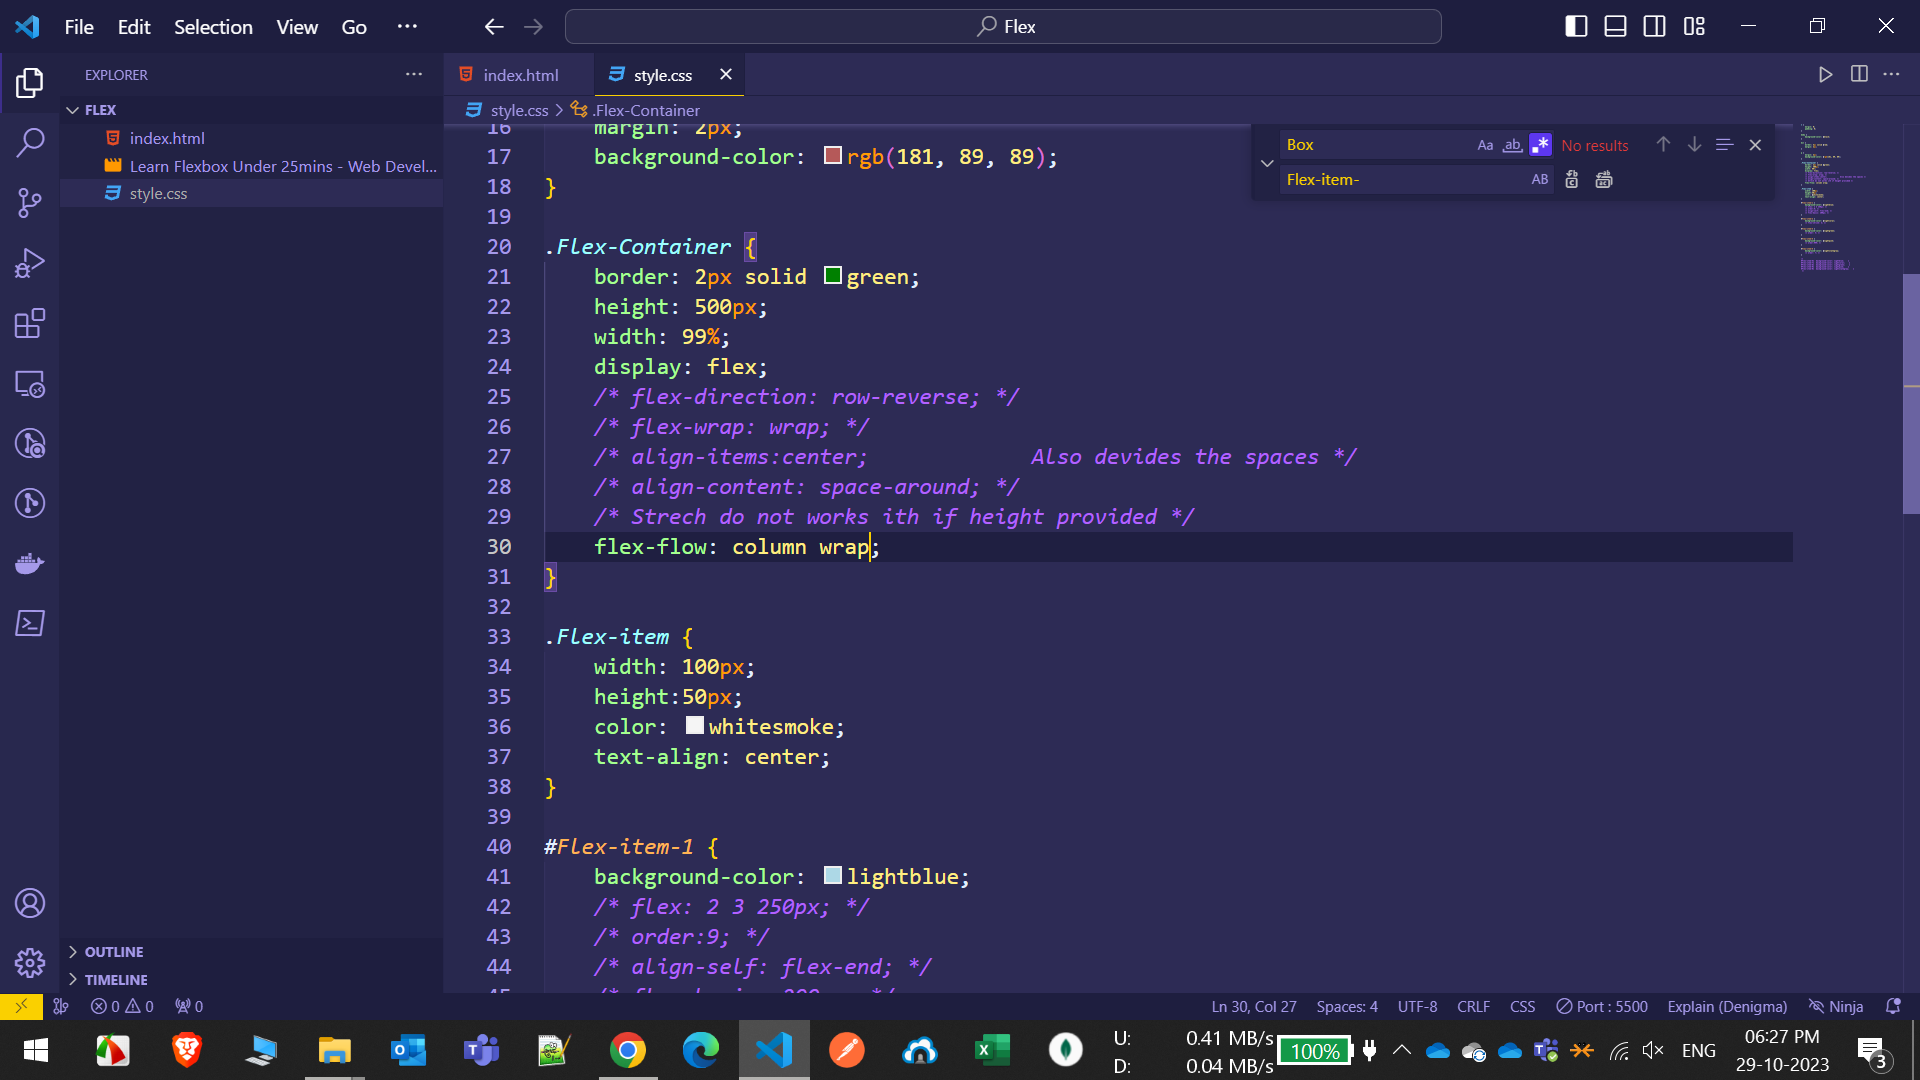 File Edit Selection View Go ···
Flex
EXPLORER
FLEX
index.html
Learn Flexbox Under 25mins - Web Devel...
style.css
OUTLINE
TIMELINE
index.html
style.css
style.css > .Flex-Container
Box
Aa ab .* No results
Flex-item-
AB
16 margin: 2px;
17 background-color: rgb(181, 89, 89);
18 }
19
20 .Flex-Container {
21 border: 2px solid green;
22 height: 500px;
23 width: 99%;
24 display: flex;
25 /* flex-direction: row-reverse; */
26 /* flex-wrap: wrap; */
27 /* align-items:center; Also devides the spaces */
28 /* align-content: space-around; */
29 /* Strech do not works ith if height provided */
30 flex-flow: column wrap;
31 }
32
33 .Flex-item {
34 width: 100px;
35 height:50px;
36 color: whitesmoke;
37 text-align: center;
38 }
39
40 #Flex-item-1 {
41 background-color: lightblue;
42 /* flex: 2 3 250px; */
43 /* order:9; */
44 /* align-self: flex-end; */
0 0 0
Ln 30, Col 27 Spaces: 4 UTF-8 CRLF CSS Port : 5500 Explain (Denigma) Ninja
U: 0.41 MB/s
D: 0.04 MB/s
100%
ENG
06:27 PM
29-10-2023
3